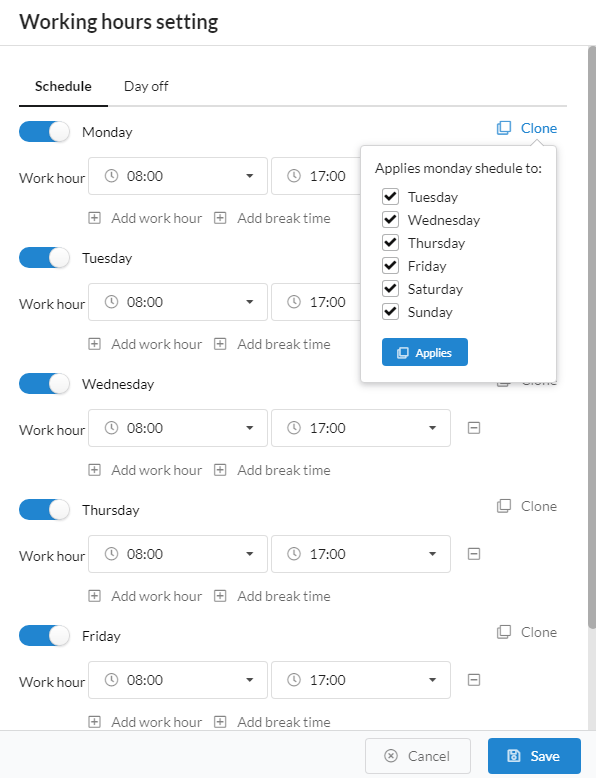 Working hours setting
Schedule Day off
Monday Clone
Work hour 08:00 17:00
Add work hour Add break time
Applies monday shedule to:
Tuesday
Wednesday
Thursday
Friday
Saturday
Sunday
Applies
Tuesday
Work hour 08:00 17:00
Add work hour Add break time
Wednesday Clone
Work hour 08:00 17:00
Add work hour Add break time
Thursday Clone
Work hour 08:00 17:00
Add work hour Add break time
Friday Clone
Work hour 08:00 17:00
Add work hour Add break time
Cancel Save